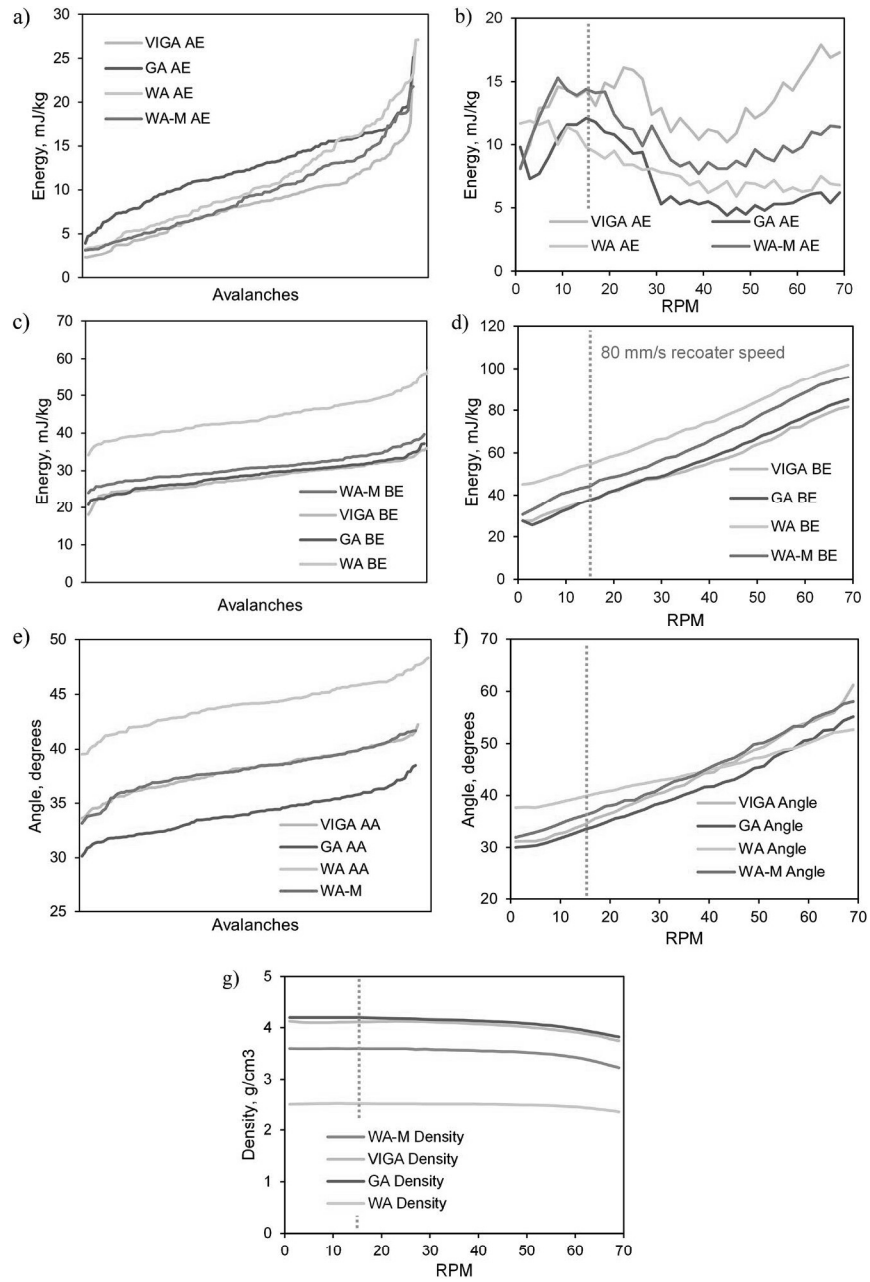 a)
30
25
20
15
10
5
0
Energy, mJ/kg
VIGA AE
GA AE
WA AE
WA-M AE
Avalanches
b)
20
15
10
5
0
Energy, mJ/kg
VIGA AE
GA AE
WA AE
WA-M AE
0 10 20 30 40 50 60 70
RPM
c)
70
60
50
40
30
20
10
0
Energy, mJ/kg
WA-M BE
VIGA BE
GA BE
WA BE
Avalanches
d)
120
100
80
60
40
20
0
Energy, mJ/kg
80 mm/s recoater speed
VIGA BE
GA BE
WA BE
WA-M BE
0 10 20 30 40 50 60 70
RPM
e)
50
45
40
35
30
25
Angle, degrees
VIGA AA
GA AA
WA AA
WA-M
Avalanches
f)
70
60
50
40
30
20
Angle, degrees
VIGA Angle
GA Angle
WA Angle
WA-M Angle
0 10 20 30 40 50 60 70
RPM
g)
5
4
3
2
1
0
Density, g/cm3
WA-M Density
VIGA Density
GA Density
WA Density
0 10 20 30 40 50 60 70
RPM